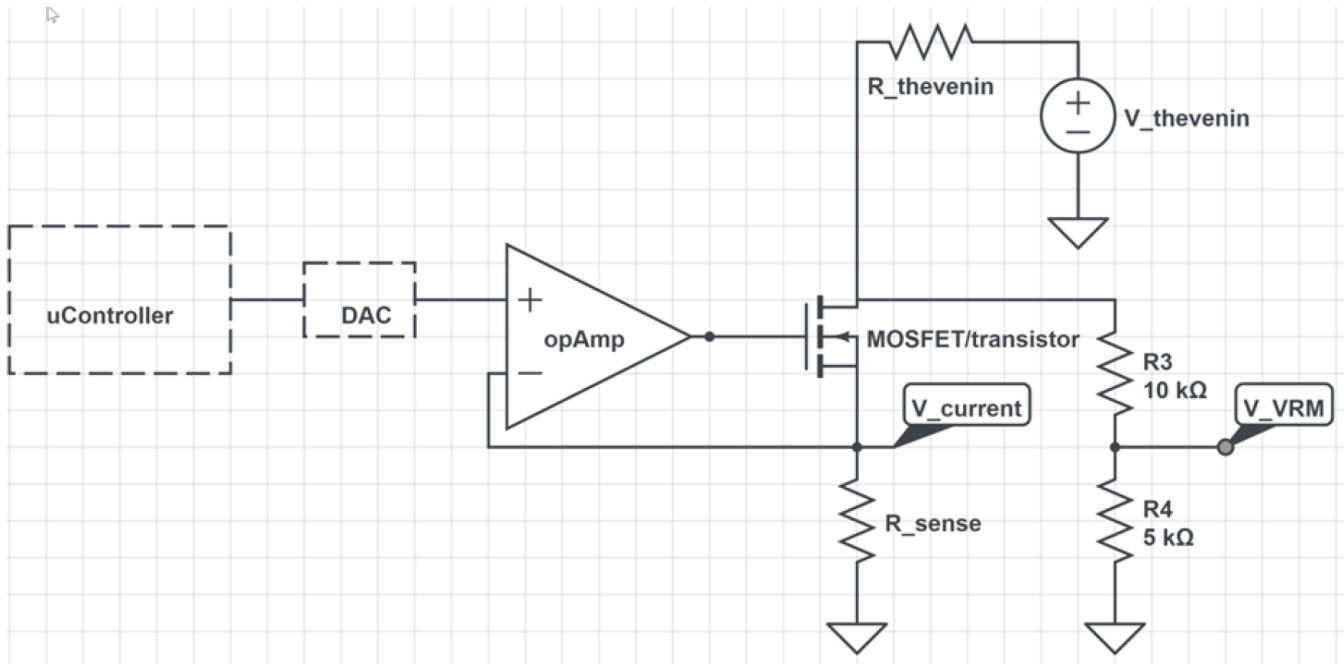 R_thevenin
+
−
V_thevenin
uController
DAC
+
opAmp
−
MOSFET/transistor
V_current
R3
10 kΩ
V_VRM
R_sense
R4
5 kΩ